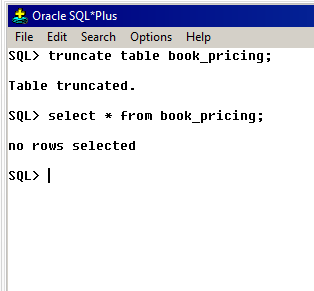 Oracle SQL*Plus
File Edit Search Options Help
SQL> truncate table book_pricing;
Table truncated.
SQL> select * from book_pricing;
no rows selected
SQL>